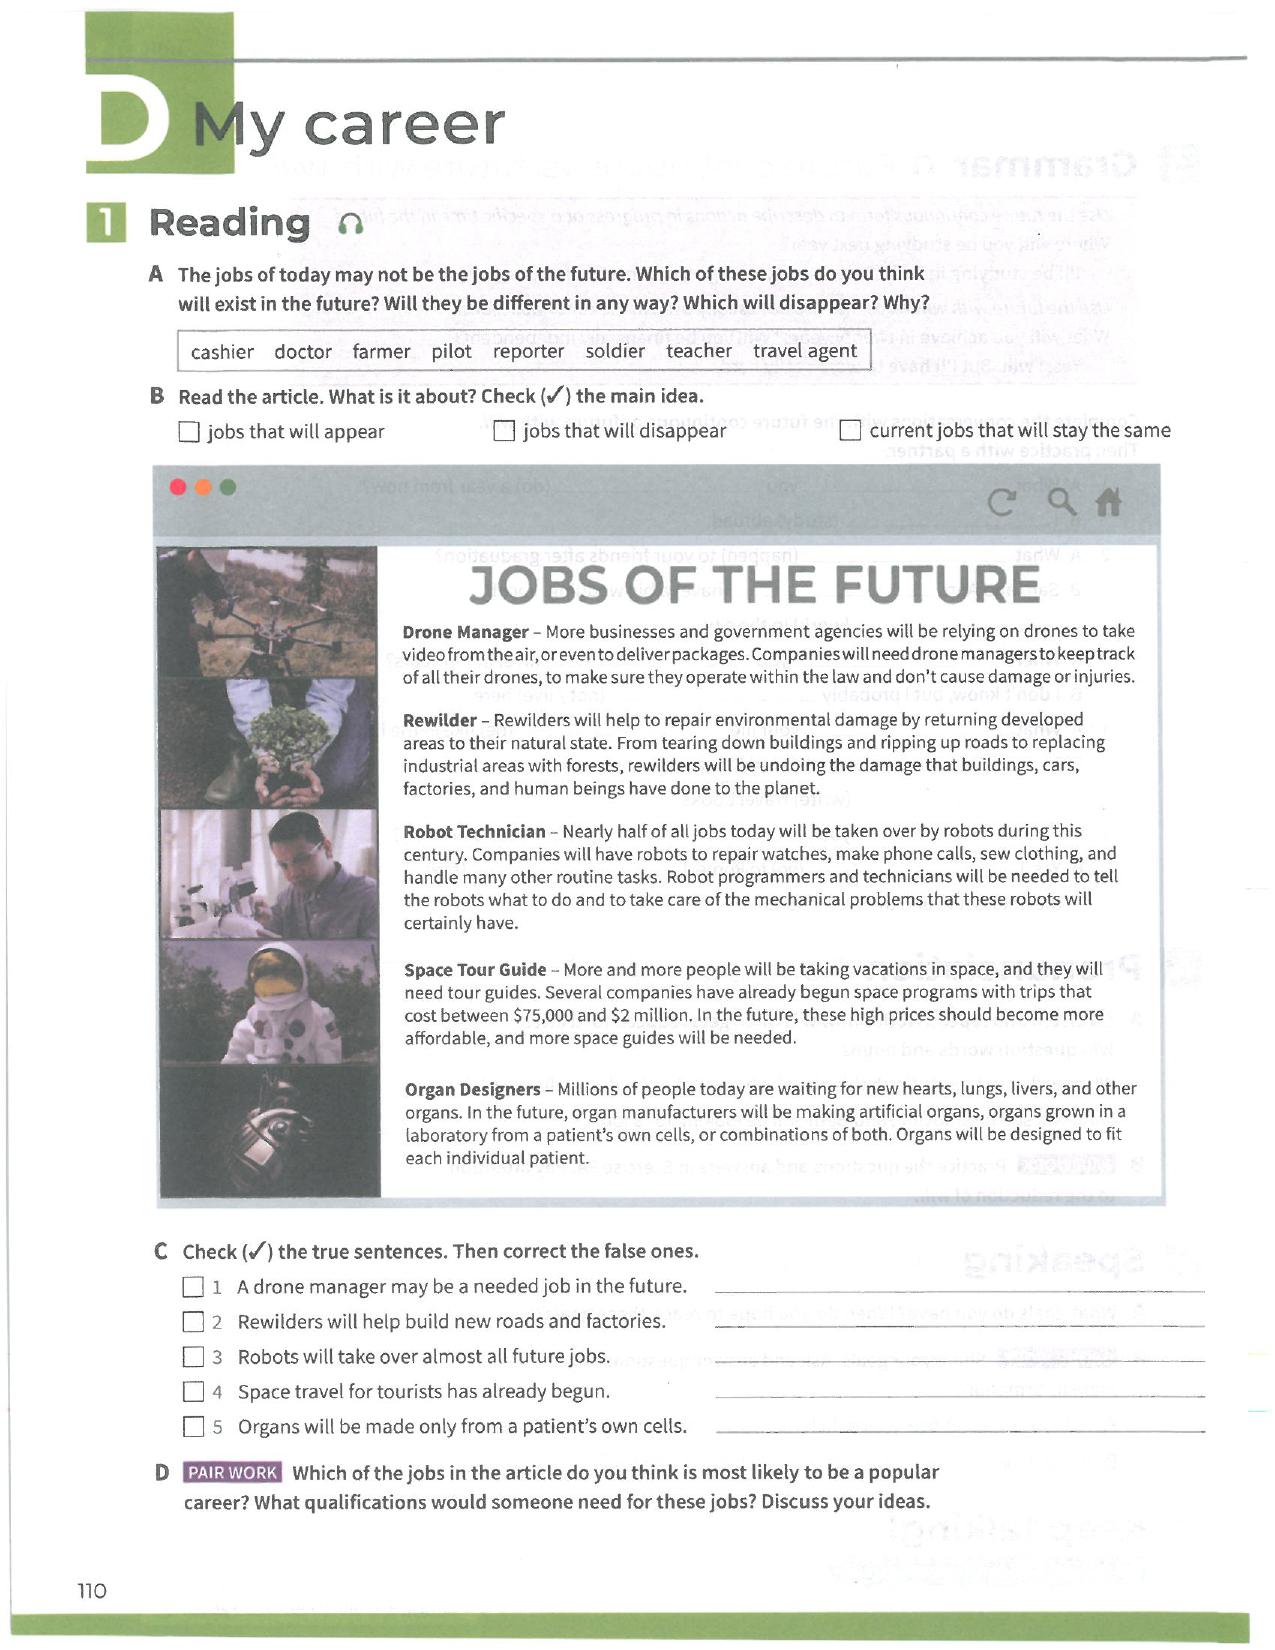 D My career
1 Reading
A The jobs of today may not be the jobs of the future. Which of these jobs do you think
will exist in the future? Will they be different in any way? Which will disappear? Why?
cashier doctor farmer pilot reporter soldier teacher travel agent
B Read the article. What is it about? Check (✓) the main idea.
☐ jobs that will appear ☐ jobs that will disappear ☐ current jobs that will stay the same
JOBS OF THE FUTURE
Drone Manager – More businesses and government agencies will be relying on drones to take
video from the air, or even to deliver packages. Companies will need drone managers to keep track
of all their drones, to make sure they operate within the law and don't cause damage or injuries.
Rewilder – Rewilders will help to repair environmental damage by returning developed
areas to their natural state. From tearing down buildings and ripping up roads to replacing
industrial areas with forests, rewilders will be undoing the damage that buildings, cars,
factories, and human beings have done to the planet.
Robot Technician – Nearly half of all jobs today will be taken over by robots during this
century. Companies will have robots to repair watches, make phone calls, sew clothing, and
handle many other routine tasks. Robot programmers and technicians will be needed to tell
the robots what to do and to take care of the mechanical problems that these robots will
certainly have.
Space Tour Guide – More and more people will be taking vacations in space, and they will
need tour guides. Several companies have already begun space programs with trips that
cost between $75,000 and $2 million. In the future, these high prices should become more
affordable, and more space guides will be needed.
Organ Designers – Millions of people today are waiting for new hearts, lungs, livers, and other
organs. In the future, organ manufacturers will be making artificial organs, organs grown in a
laboratory from a patient's own cells, or combinations of both. Organs will be designed to fit
each individual patient.
C Check (✓) the true sentences. Then correct the false ones.
☐ 1 A drone manager may be a needed job in the future.
☐ 2 Rewilders will help build new roads and factories.
☐ 3 Robots will take over almost all future jobs.
☐ 4 Space travel for tourists has already begun.
☐ 5 Organs will be made only from a patient's own cells.
D PAIR WORK Which of the jobs in the article do you think is most likely to be a popular
career? What qualifications would someone need for these jobs? Discuss your ideas.
110